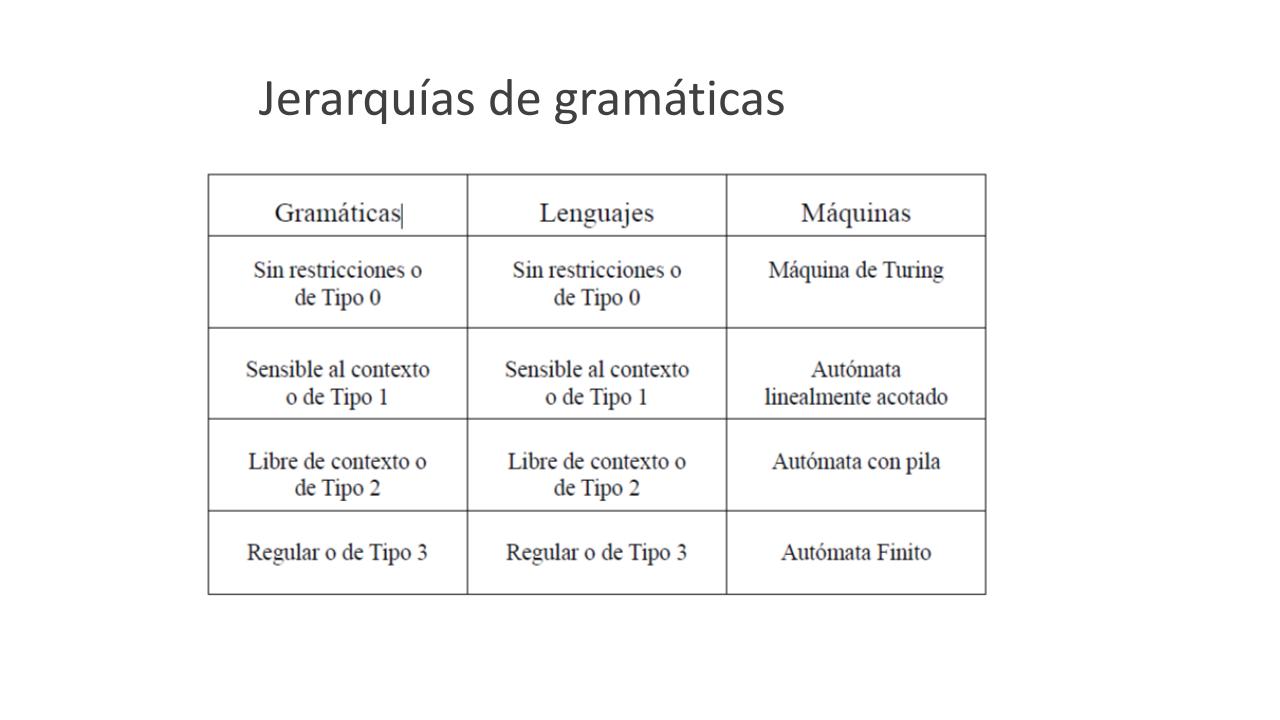 Jerarquías de gramáticas
Gramáticas Lenguajes Máquinas
Sin restricciones o Sin restricciones o Máquina de Turing
de Tipo 0 de Tipo 0
Sensible al contexto Sensible al contexto Autómata
o de Tipo 1 o de Tipo 1 linealmente acotado
Libre de contexto o Libre de contexto o Autómata con pila
de Tipo 2 de Tipo 2
Regular o de Tipo 3 Regular o de Tipo 3 Autómata Finito